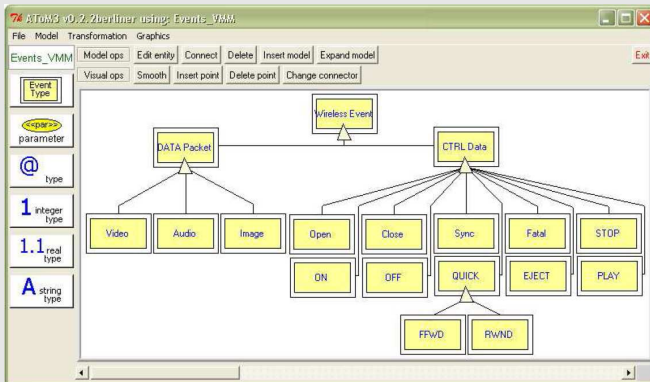 AToM3 v0.2.2berliner using: Events_VMM
File Model Transformation Graphics
Events_VMM Model ops Edit entity Connect Delete Insert model Expand model Exit
Visual ops Smooth Insert point Delete point Change connector
Event
Type
<<par>>
parameter
@ type
1 integer
type
1.1 real
type
A string
type
Wireless Event
DATA Packet CTRL Data
Video Audio Image Open Close Sync Fatal STOP
ON OFF QUICK EJECT PLAY
FFWD RWND